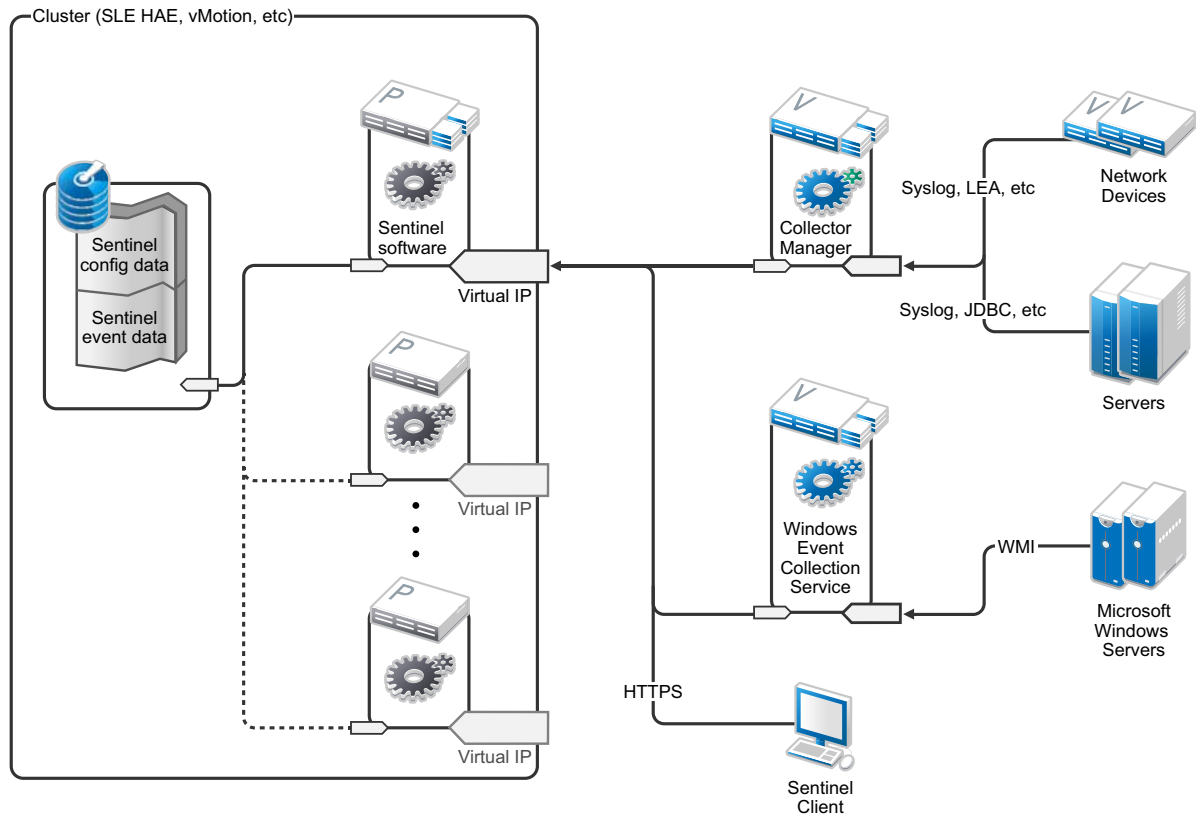 Cluster (SLE HAE, vMotion, etc)
P
Sentinel
software
Virtual IP
Sentinel
config data
Sentinel
event data
P
Virtual IP
P
Virtual IP
V
Collector
Manager
Syslog, LEA, etc
V
V
Network
Devices
Syslog, JDBC, etc
Servers
V
Windows
Event
Collection
Service
WMI
Microsoft
Windows
Servers
HTTPS
Sentinel
Client